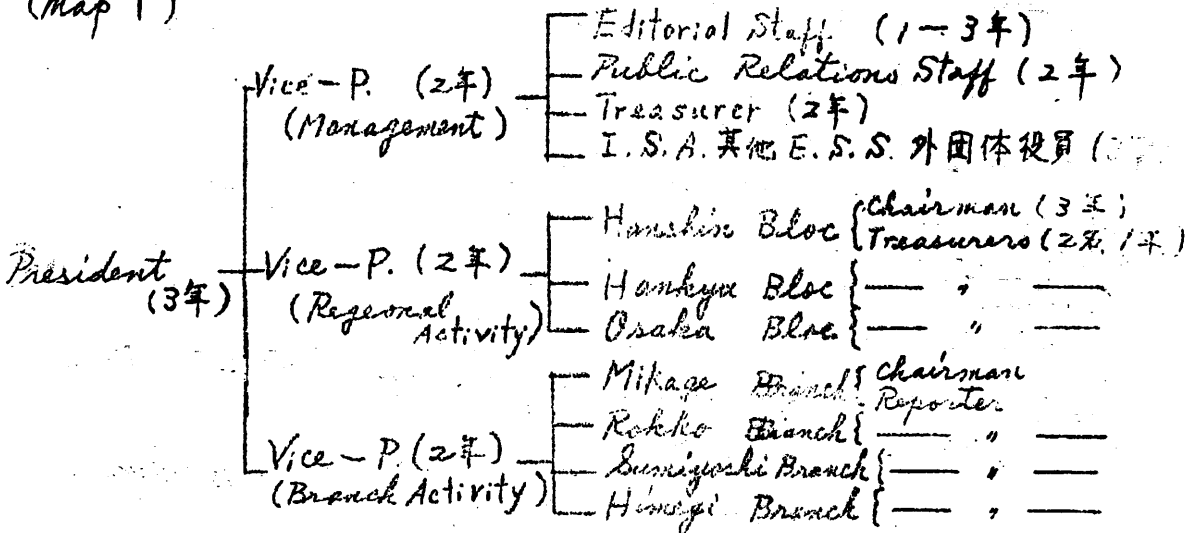 (Map 1)
Editorial Staff (1-3年)
Vice-P. (2年)
Public Relations Staff (2年)
(Management)
Treasurer (2年)
I.S.A.其他 E.S.S. 外団体役員 (
Hanshin Bloc { Chairman (3年)
Treasurers (2年, 1年)
President
(3年)
Vice-P. (2年)
(Regeonal
Activity)
Hankyu Bloc { — 〃 —
Osaka Bloc { — 〃 —
Mikage Branch { Chairman
Reporter
Rokko Branch { — 〃 —
Vice-P. (2年)
(Branch Activity)
Sumiyoshi Branch { — 〃 —
Himeji Branch { — 〃 —